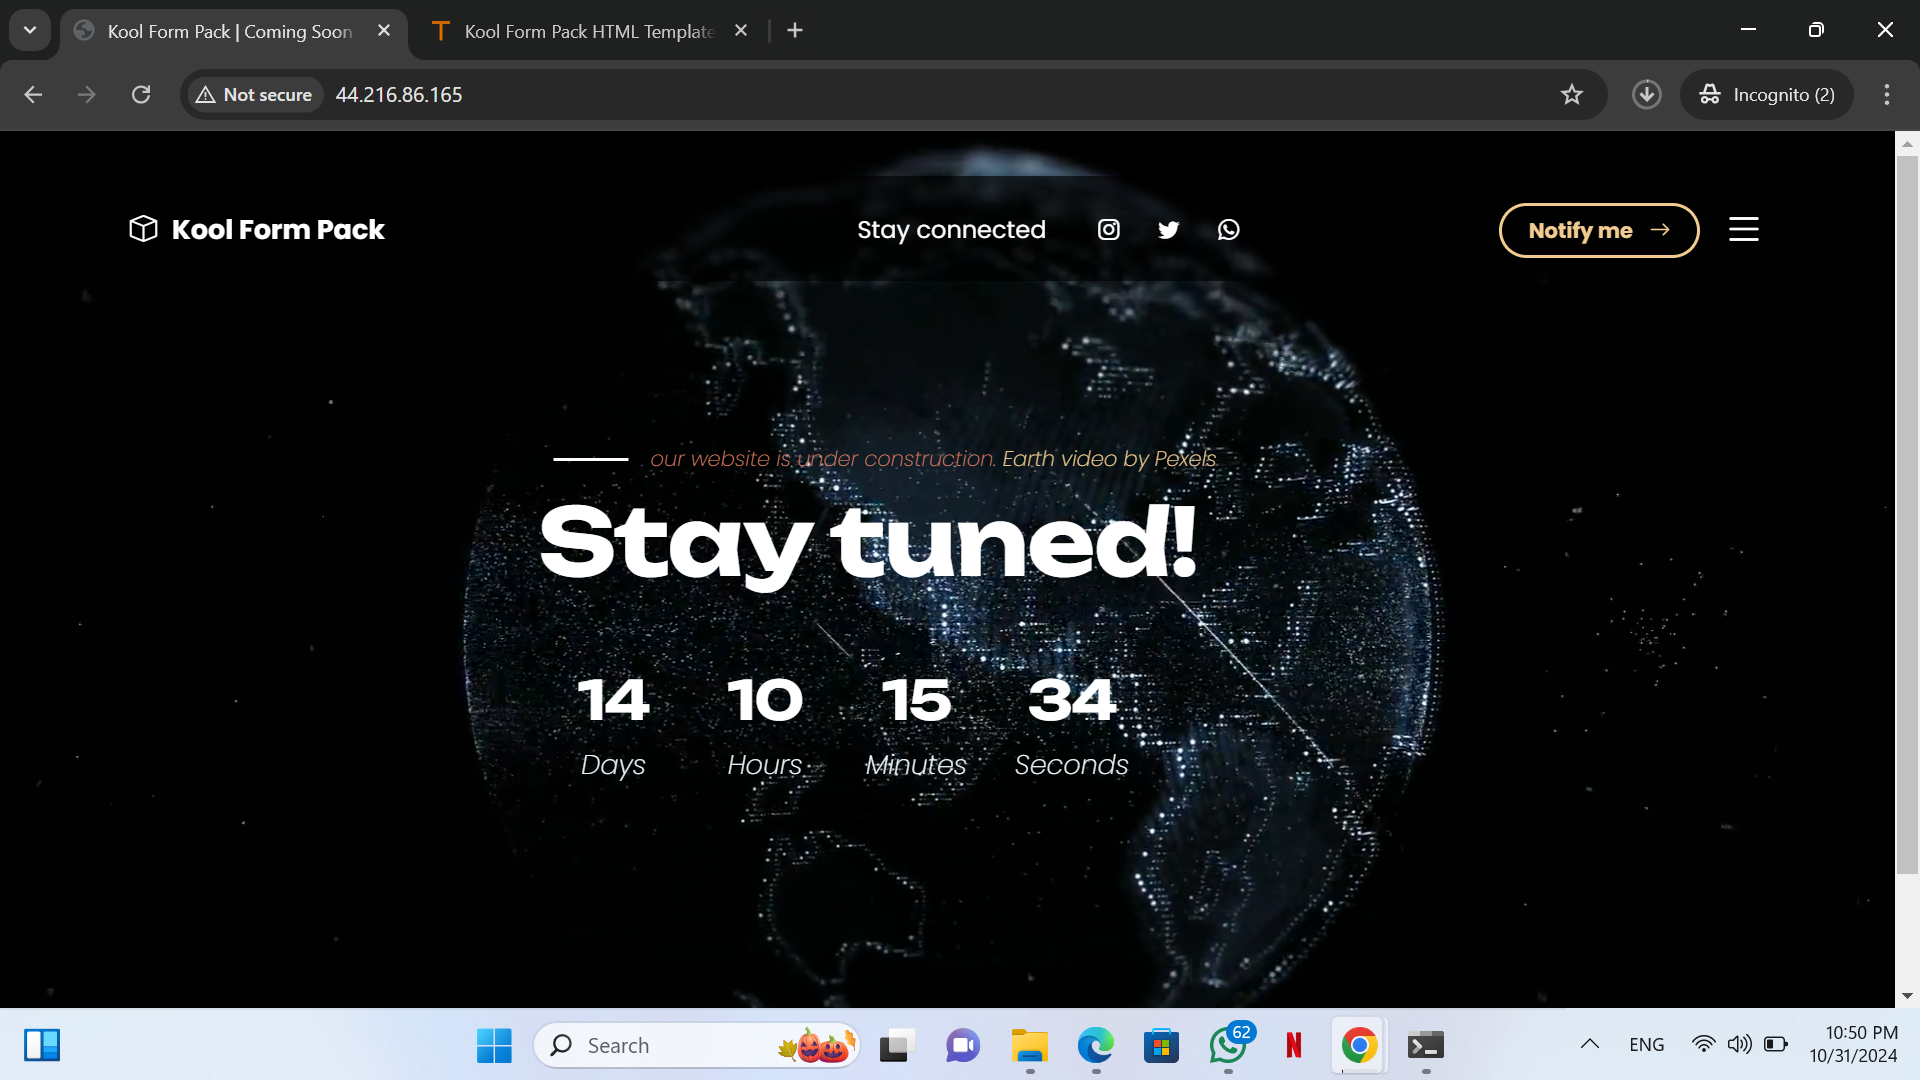 Kool Form Pack | Coming Soon
Kool Form Pack HTML Template
Not secure
44.216.86.165
Incognito (2)
Kool Form Pack
Stay connected
Notify me
our website is under construction. Earth video by Pexels
Stay tuned!
14 10 15 34
Days Hours Minutes Seconds
Search
62
ENG
10:50 PM
10/31/2024